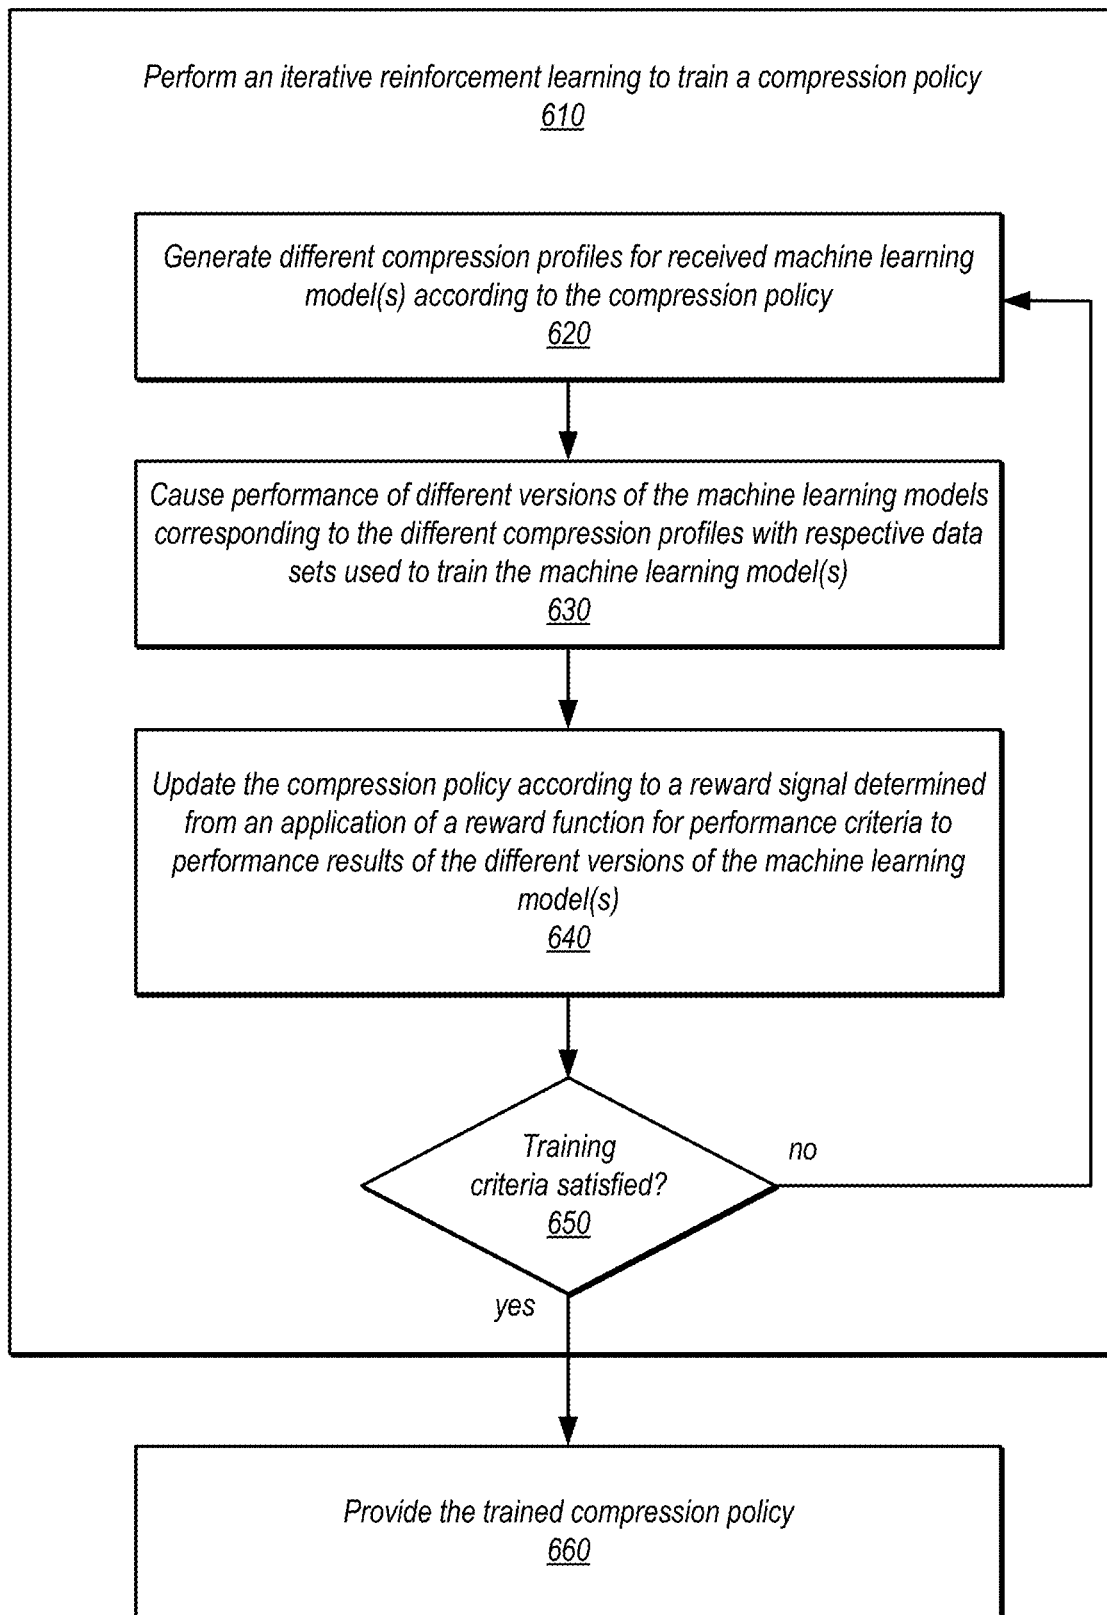 Perform an iterative reinforcement learning to train a compression policy
610
Generate different compression profiles for received machine learning
model(s) according to the compression policy
620
Cause performance of different versions of the machine learning models
corresponding to the different compression profiles with respective data
sets used to train the machine learning model(s)
630
Update the compression policy according to a reward signal determined
from an application of a reward function for performance criteria to
performance results of the different versions of the machine learning
model(s)
640
Training
criteria satisfied?
650
no
yes
Provide the trained compression policy
660